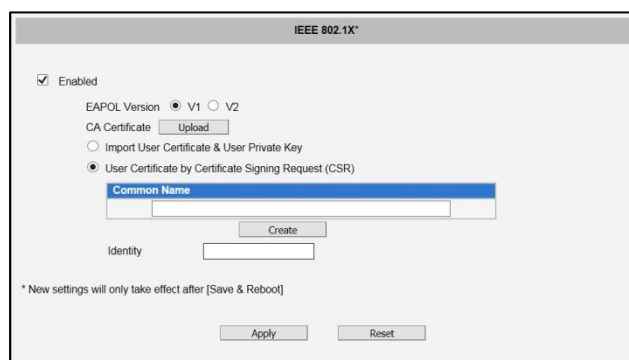 IEEE 802.1X*
Enabled
EAPOL Version V1 V2
CA Certificate Upload
Import User Certificate & User Private Key
User Certificate by Certificate Signing Request (CSR)
Common Name
Create
Identity
* New settings will only take effect after [Save & Reboot]
Apply Reset